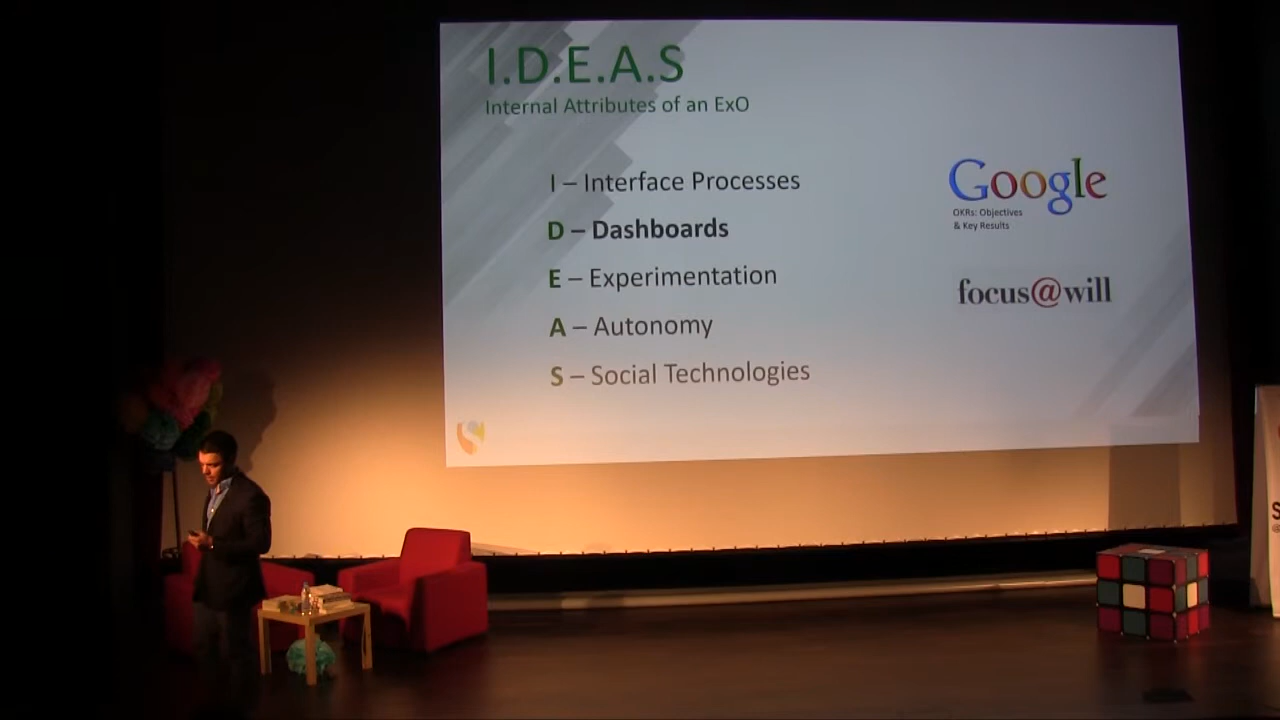 I.D.E.A.S
Internal Attributes of an ExO
I – Interface Processes
D – Dashboards
E – Experimentation
A – Autonomy
S – Social Technologies
Google
OKRs: Objectives
& Key Results
focus@will